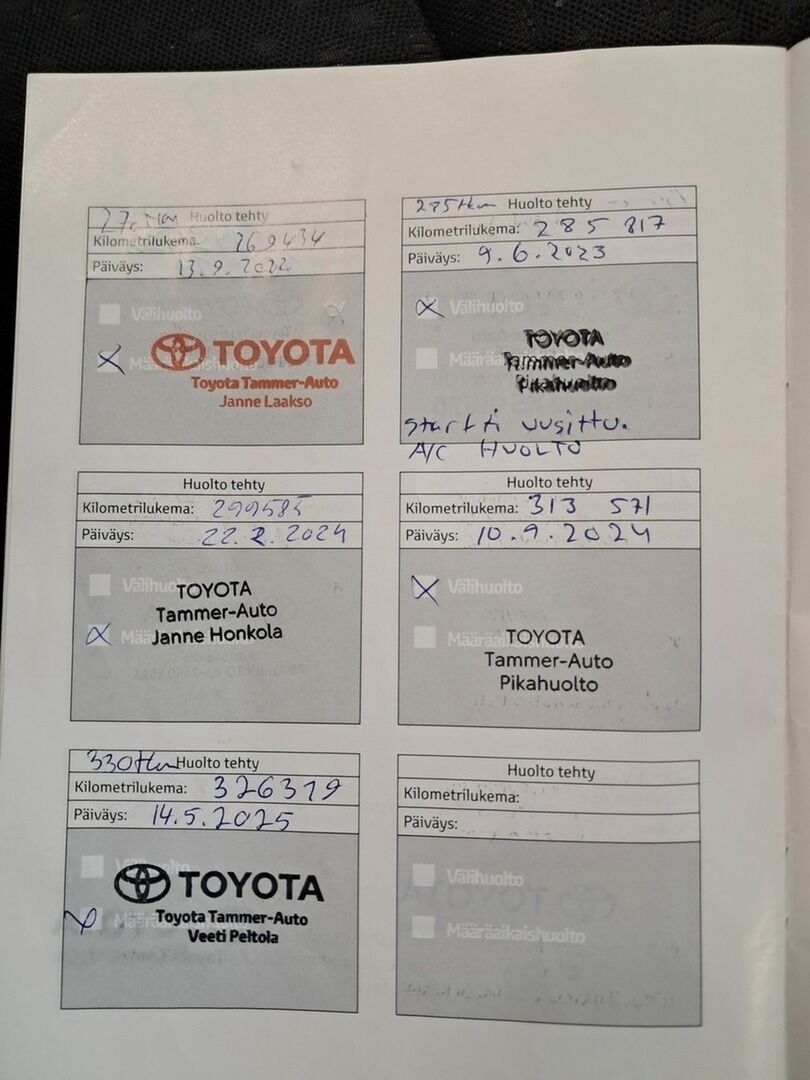 Huolto tehty
Kilometrilukema: 269434
Päiväys: 13.9.2022
Välihuolto
TOYOTA
Toyota Tammer-Auto
Janne Laakso
285tkm Huolto tehty
Kilometrilukema: 285 817
Päiväys: 9.6.2023
Välihuolto
TOYOTA
Tammer-Auto
Pikahuolto
startti uusittu.
A/C HUOLTO
Huolto tehty
Kilometrilukema: 299585
Päiväys: 22.2.2024
Välihuolto
TOYOTA
Tammer-Auto
Janne Honkola
Huolto tehty
Kilometrilukema: 313 571
Päiväys: 10.9.2024
Välihuolto
Määräaikaishuolto
TOYOTA
Tammer-Auto
Pikahuolto
330tkm Huolto tehty
Kilometrilukema: 326319
Päiväys: 14.5.2025
Välihuolto
TOYOTA
Toyota Tammer-Auto
Veeti Peltola
Huolto tehty
Kilometrilukema:
Päiväys:
Välihuolto
Määräaikaishuolto